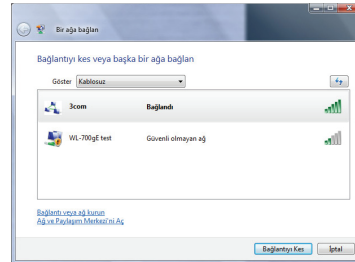 Bir ağa bağlan
Bağlantıyı kes veya başka bir ağa bağlan
Göster Kablosuz
3com Bağlandı
WL-700gE test Güvenli olmayan ağ
Bağlantı veya ağ kurun
Ağ ve Paylaşım Merkezi'ni Aç
Bağlantıyı Kes İptal